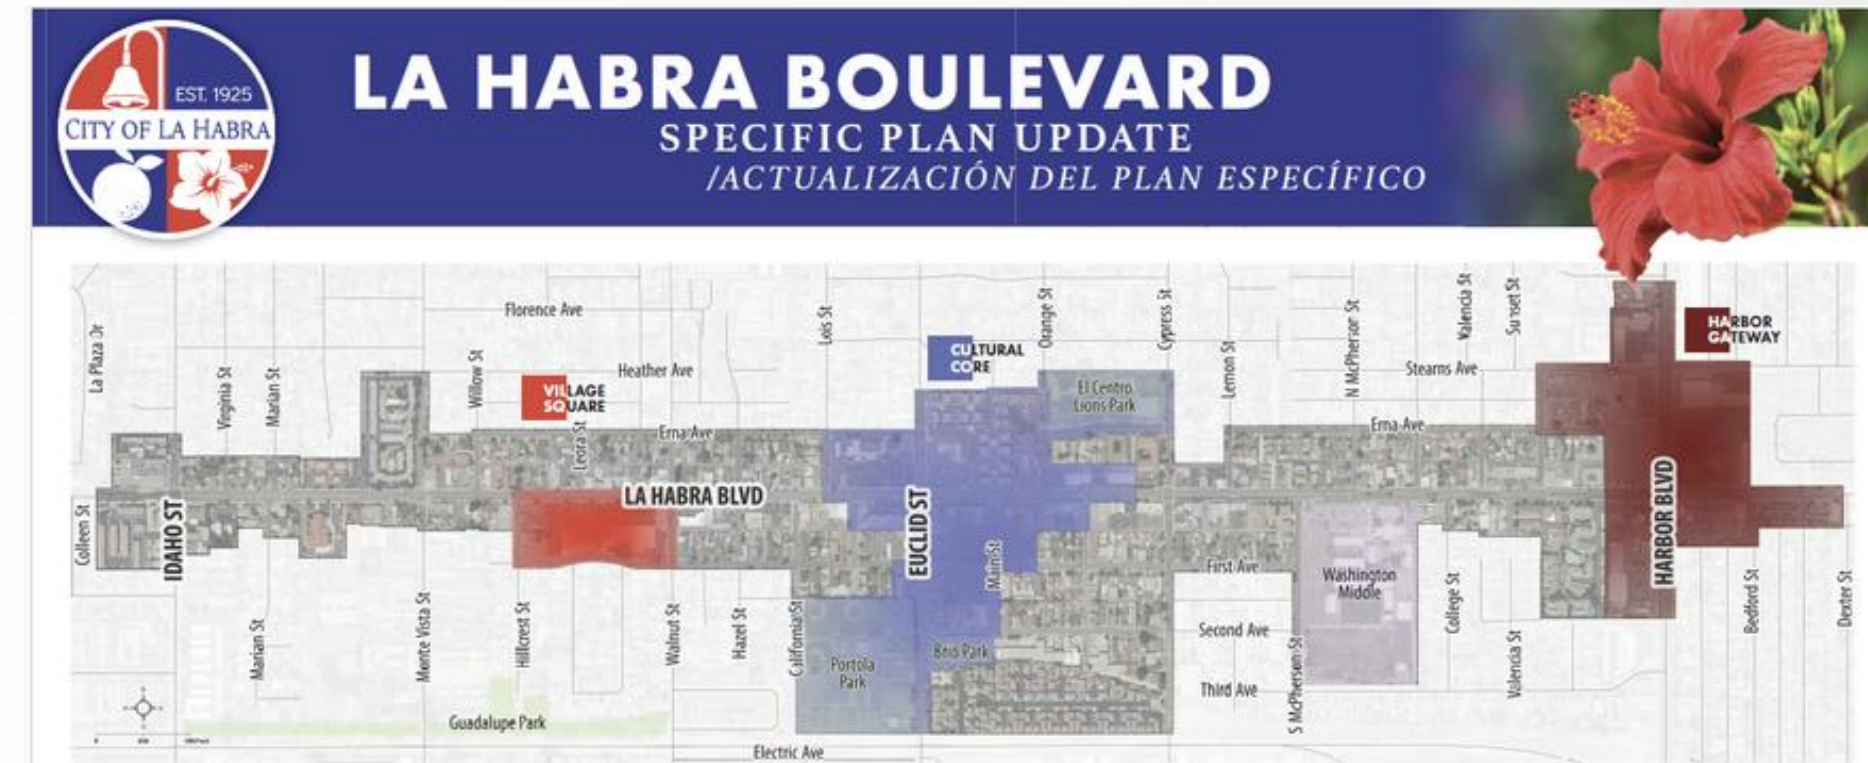 EST. 1925
CITY OF LA HABRA
LA HABRA BOULEVARD
SPECIFIC PLAN UPDATE
/ACTUALIZACIÓN DEL PLAN ESPECÍFICO
La Plaza Dr
Virginia St
Marian St
Florence Ave
Willow St
Heather Ave
VILLAGE
SQUARE
Leora St
Erna Ave
Lois St
CULTURAL
CORE
Orange St
El Centro
Lions Park
Cypress St
Lemon St
N McPherson St
Stearns Ave
Valencia St
Sunset St
Erna Ave
HARBOR
GATEWAY
Colleen St
IDAHO ST
LA HABRA BLVD
EUCLID ST
Main St
HARBOR BLVD
First Ave
Washington
Middle
Marian St
Monte Vista St
Hillcrest St
Walnut St
Hazel St
California St
Portola
Park
Brio Park
Second Ave
Third Ave
S McPherson St
College St
Valencia St
Bedford St
Dexter St
Guadalupe Park
Electric Ave